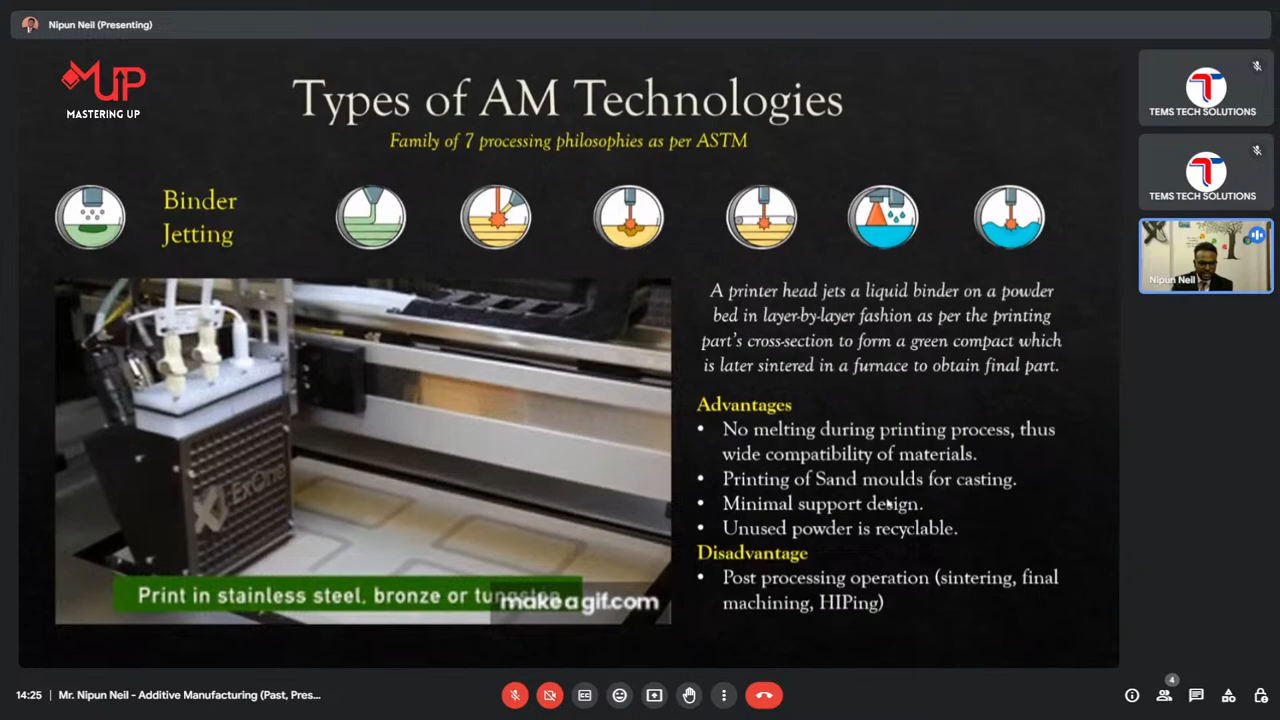 Nipun Neil (Presenting)
MUP
MASTERING UP
Types of AM Technologies
Family of 7 processing philosophies as per ASTM
Binder
Jetting
ExOne
Print in stainless steel, bronze or tungsten
makeagif.com
A printer head jets a liquid binder on a powder
bed in layer-by-layer fashion as per the printing
part's cross-section to form a green compact which
is later sintered in a furnace to obtain final part.
Advantages
• No melting during printing process, thus
wide compatibility of materials.
• Printing of Sand moulds for casting.
• Minimal support design.
• Unused powder is recyclable.
Disadvantage
• Post processing operation (sintering, final
machining, HIPing)
TEMS TECH SOLUTIONS
TEMS TECH SOLUTIONS
Nipun Neil
14:25 | Mr. Nipun Neil - Additive Manufacturing (Past, Pres...
4